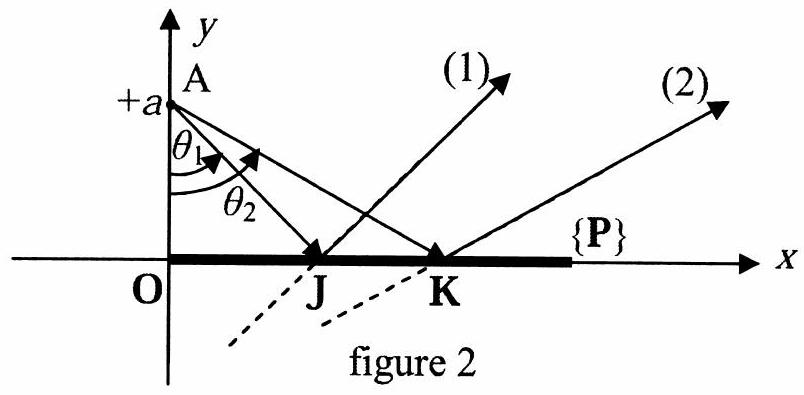 y
A
(1)
(2)
+a
θ1
θ2
{P}
x
O
J
K
figure 2